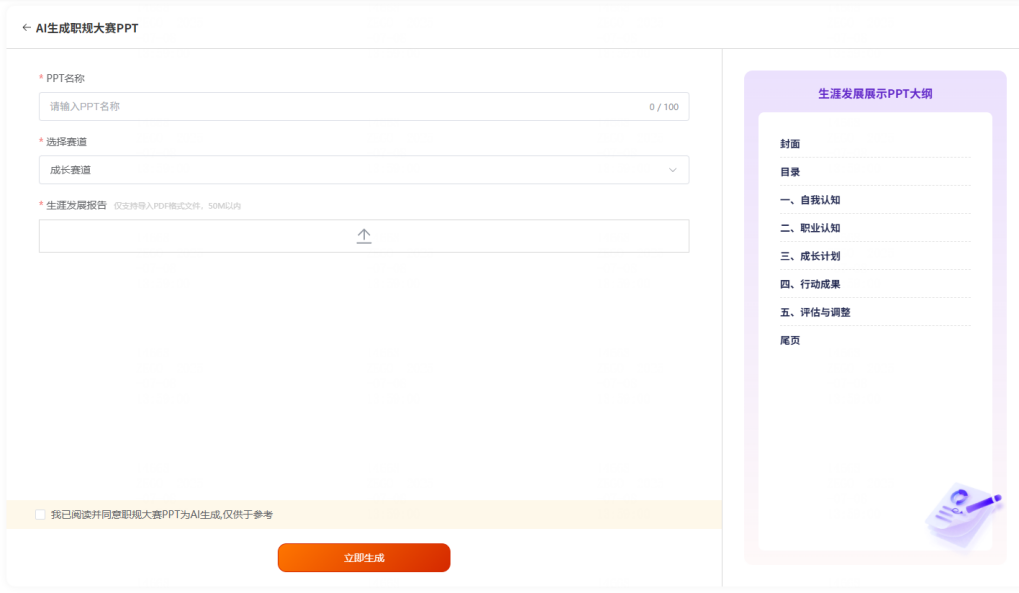 ← AI生成职规大赛PPT
* PPT名称
请输入PPT名称
0 / 100
* 选择赛道
成长赛道
* 生涯发展报告 仅支持导入PDF格式文件，50M以内
我已阅读并同意职规大赛PPT为AI生成,仅供于参考
立即生成
生涯发展展示PPT大纲
封面
目录
一、自我认知
二、职业认知
三、成长计划
四、行动成果
五、评估与调整
尾页